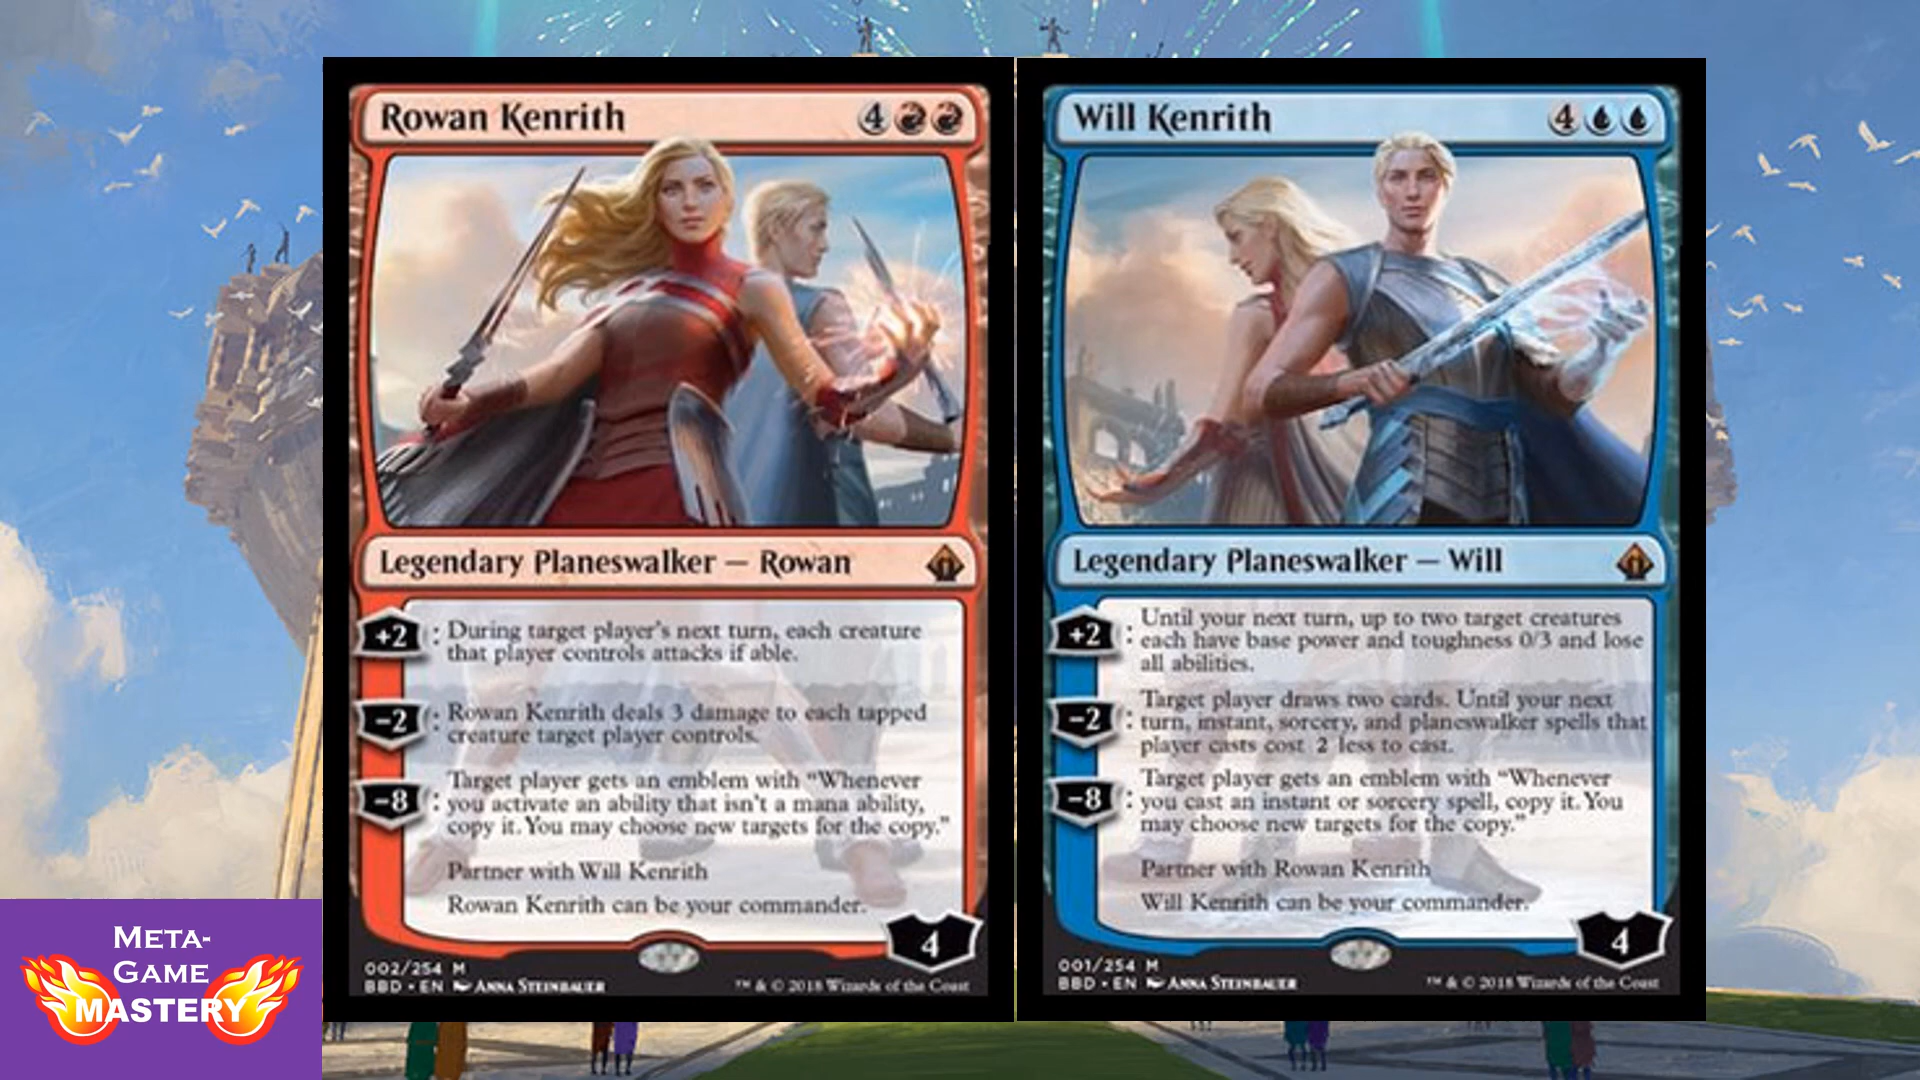 Rowan Kenrith
4
Legendary Planeswalker — Rowan
+2 : During target player's next turn, each creature
that player controls attacks if able.
-2 : Rowan Kenrith deals 3 damage to each tapped
creature target player controls.
-8 : Target player gets an emblem with "Whenever
you activate an ability that isn't a mana ability,
copy it. You may choose new targets for the copy."
Partner with Will Kenrith
Rowan Kenrith can be your commander.
4
002/254 M
BBD • EN Anna Steinbauer
™ & © 2018 Wizards of the Coast
Will Kenrith
4
Legendary Planeswalker — Will
+2 : Until your next turn, up to two target creatures
each have base power and toughness 0/3 and lose
all abilities.
-2 : Target player draws two cards. Until your next
turn, instant, sorcery, and planeswalker spells that
player casts cost 2 less to cast.
-8 : Target player gets an emblem with "Whenever
you cast an instant or sorcery spell, copy it. You
may choose new targets for the copy."
Partner with Rowan Kenrith
Will Kenrith can be your commander.
4
001/254 M
BBD • EN Anna Steinbauer
™ & © 2018 Wizards of the Coast
Meta-
Game
MASTERY